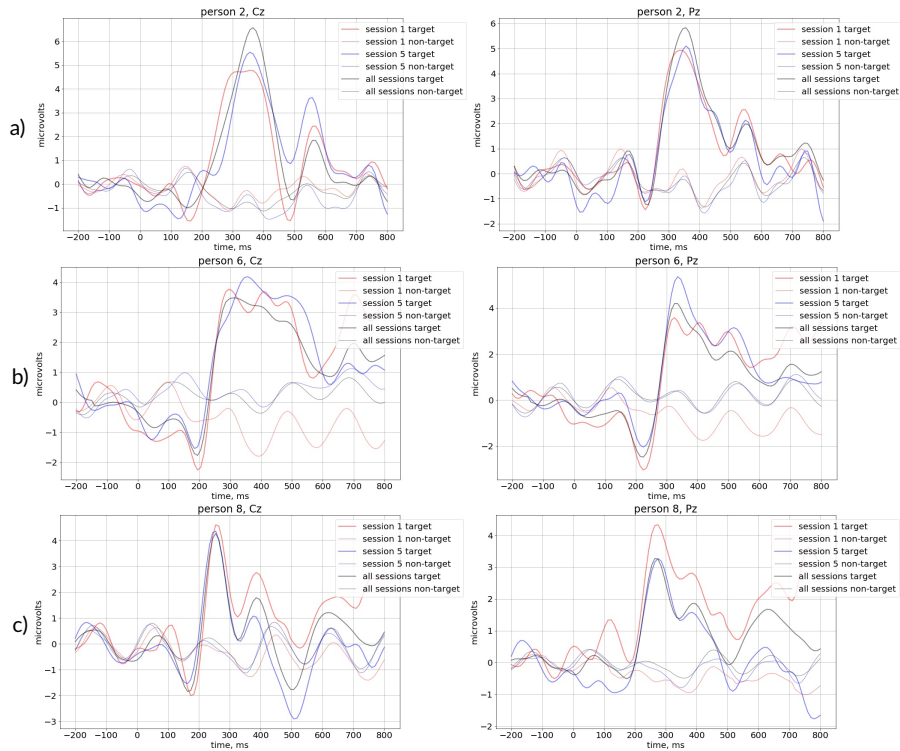 person 2, Cz
session 1 target
session 1 non-target
session 5 target
session 5 non-target
all sessions target
all sessions non-target
microvolts
6
5
4
3
2
1
0
−1
−200 −100 0 100 200 300 400 500 600 700 800
time, ms
person 2, Pz
session 1 target
session 1 non-target
session 5 target
session 5 non-target
all sessions target
all sessions non-target
microvolts
6
5
4
3
2
1
0
−1
−2
−200 −100 0 100 200 300 400 500 600 700 800
time, ms
a)
person 6, Cz
session 1 target
session 1 non-target
session 5 target
session 5 non-target
all sessions target
all sessions non-target
microvolts
4
3
2
1
0
−1
−2
−200 −100 0 100 200 300 400 500 600 700 800
time, ms
person 6, Pz
session 1 target
session 1 non-target
session 5 target
session 5 non-target
all sessions target
all sessions non-target
microvolts
4
2
0
−2
−200 −100 0 100 200 300 400 500 600 700 800
time, ms
b)
person 8, Cz
session 1 target
session 1 non-target
session 5 target
session 5 non-target
all sessions target
all sessions non-target
microvolts
4
3
2
1
0
−1
−2
−3
−200 −100 0 100 200 300 400 500 600 700 800
time, ms
person 8, Pz
session 1 target
session 1 non-target
session 5 target
session 5 non-target
all sessions target
all sessions non-target
microvolts
4
3
2
1
0
−1
−2
−200 −100 0 100 200 300 400 500 600 700 800
time, ms
c)